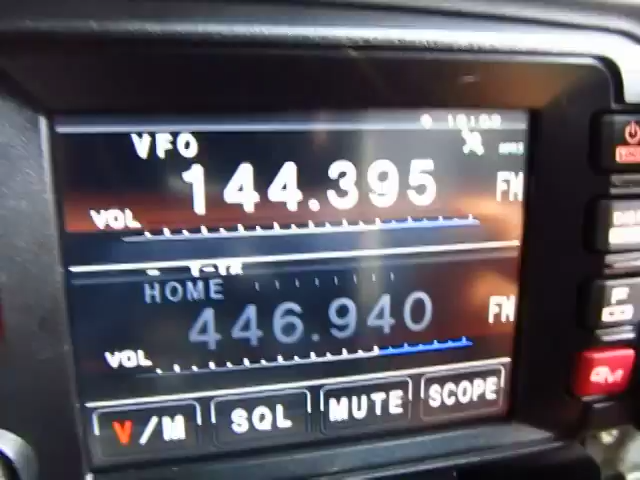 VFO
144.395 FM
VOL
HOME
446.940 FM
VOL
V/M SQL MUTE SCOPE
F